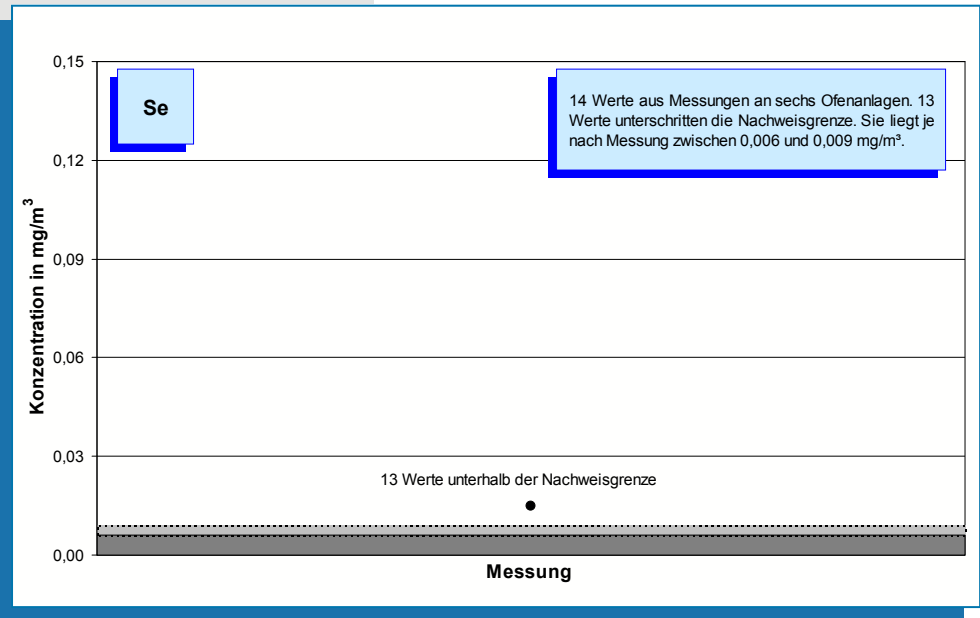 0,15
Se
14 Werte aus Messungen an sechs Ofenanlagen. 13
Werte unterschritten die Nachweisgrenze. Sie liegt je
nach Messung zwischen 0,006 und 0,009 mg/m³.
0,12
0,09
Konzentration in mg/m³
0,06
0,03
13 Werte unterhalb der Nachweisgrenze
0,00
Messung